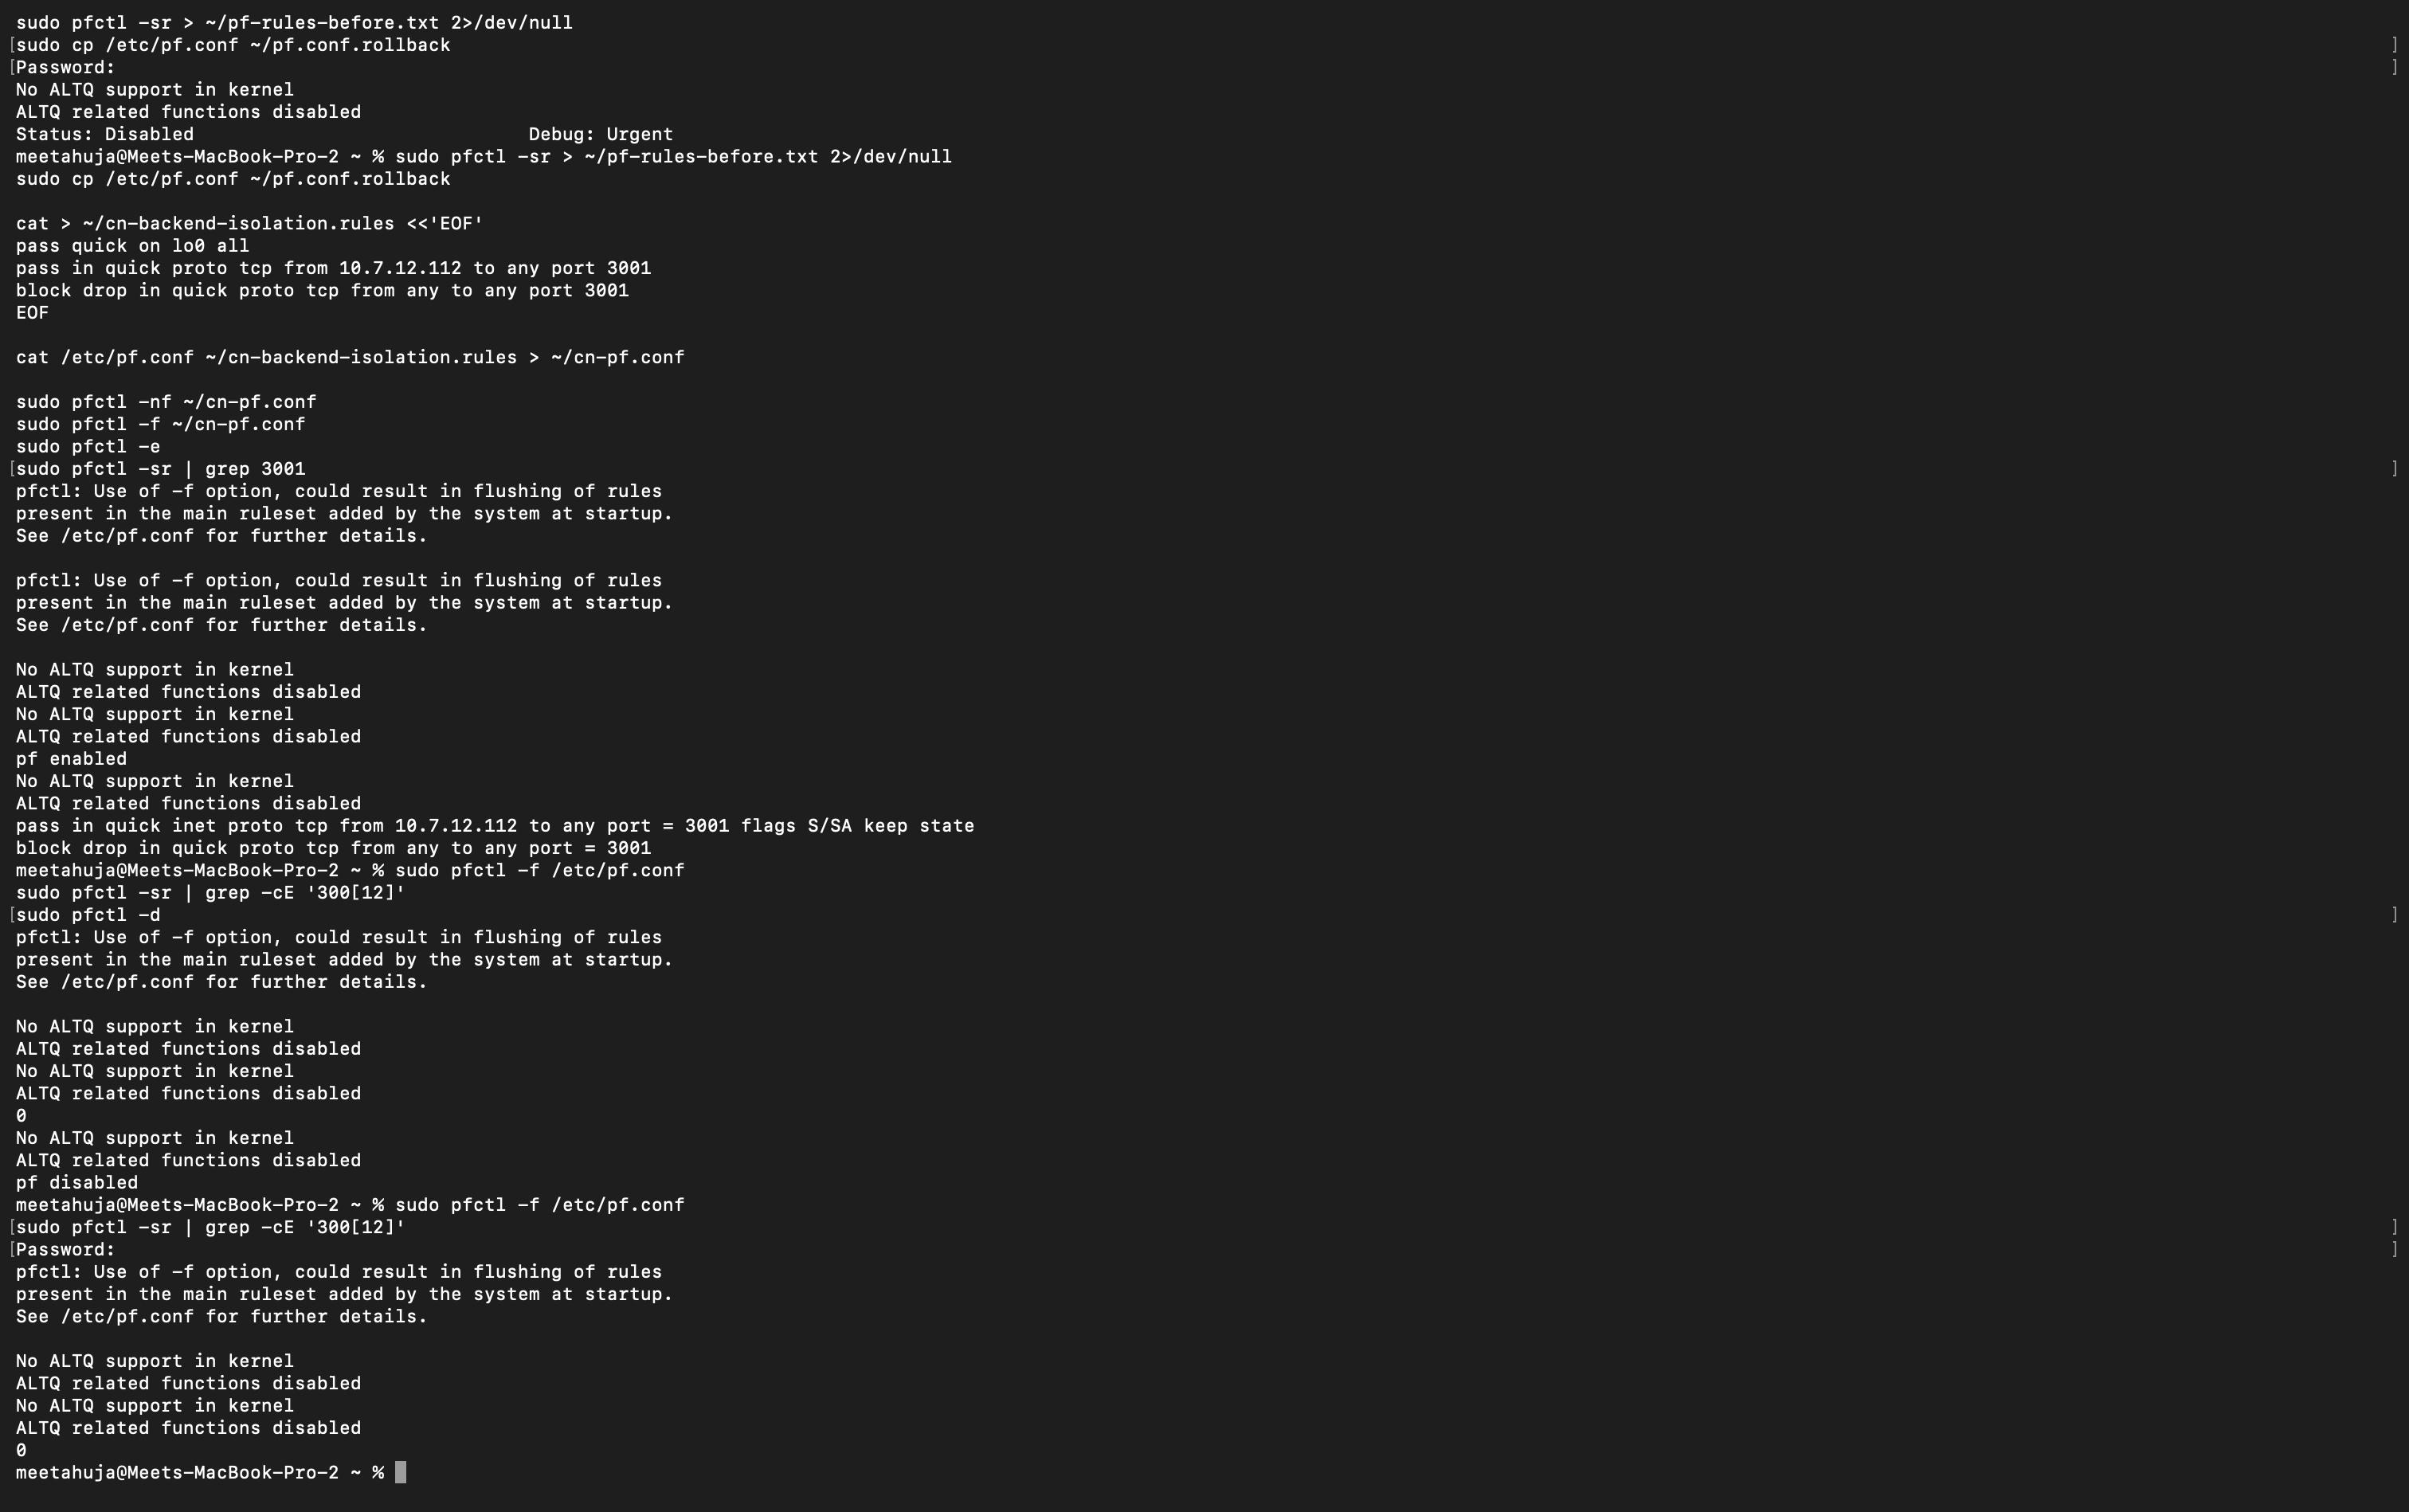 sudo pfctl -sr > ~/pf-rules-before.txt 2>/dev/null
[sudo cp /etc/pf.conf ~/pf.conf.rollback ]
[Password: ]
No ALTQ support in kernel
ALTQ related functions disabled
Status: Disabled Debug: Urgent
meetahuja@Meets-MacBook-Pro-2 ~ % sudo pfctl -sr > ~/pf-rules-before.txt 2>/dev/null
sudo cp /etc/pf.conf ~/pf.conf.rollback
cat > ~/cn-backend-isolation.rules <<'EOF'
pass quick on lo0 all
pass in quick proto tcp from 10.7.12.112 to any port 3001
block drop in quick proto tcp from any to any port 3001
EOF
cat /etc/pf.conf ~/cn-backend-isolation.rules > ~/cn-pf.conf
sudo pfctl -nf ~/cn-pf.conf
sudo pfctl -f ~/cn-pf.conf
sudo pfctl -e
[sudo pfctl -sr | grep 3001 ]
pfctl: Use of -f option, could result in flushing of rules
present in the main ruleset added by the system at startup.
See /etc/pf.conf for further details.
pfctl: Use of -f option, could result in flushing of rules
present in the main ruleset added by the system at startup.
See /etc/pf.conf for further details.
No ALTQ support in kernel
ALTQ related functions disabled
No ALTQ support in kernel
ALTQ related functions disabled
pf enabled
No ALTQ support in kernel
ALTQ related functions disabled
pass in quick inet proto tcp from 10.7.12.112 to any port = 3001 flags S/SA keep state
block drop in quick proto tcp from any to any port = 3001
meetahuja@Meets-MacBook-Pro-2 ~ % sudo pfctl -f /etc/pf.conf
sudo pfctl -sr | grep -cE '300[12]'
[sudo pfctl -d ]
pfctl: Use of -f option, could result in flushing of rules
present in the main ruleset added by the system at startup.
See /etc/pf.conf for further details.
No ALTQ support in kernel
ALTQ related functions disabled
No ALTQ support in kernel
ALTQ related functions disabled
0
No ALTQ support in kernel
ALTQ related functions disabled
pf disabled
meetahuja@Meets-MacBook-Pro-2 ~ % sudo pfctl -f /etc/pf.conf
[sudo pfctl -sr | grep -cE '300[12]' ]
[Password: ]
pfctl: Use of -f option, could result in flushing of rules
present in the main ruleset added by the system at startup.
See /etc/pf.conf for further details.
No ALTQ support in kernel
ALTQ related functions disabled
No ALTQ support in kernel
ALTQ related functions disabled
0
meetahuja@Meets-MacBook-Pro-2 ~ %